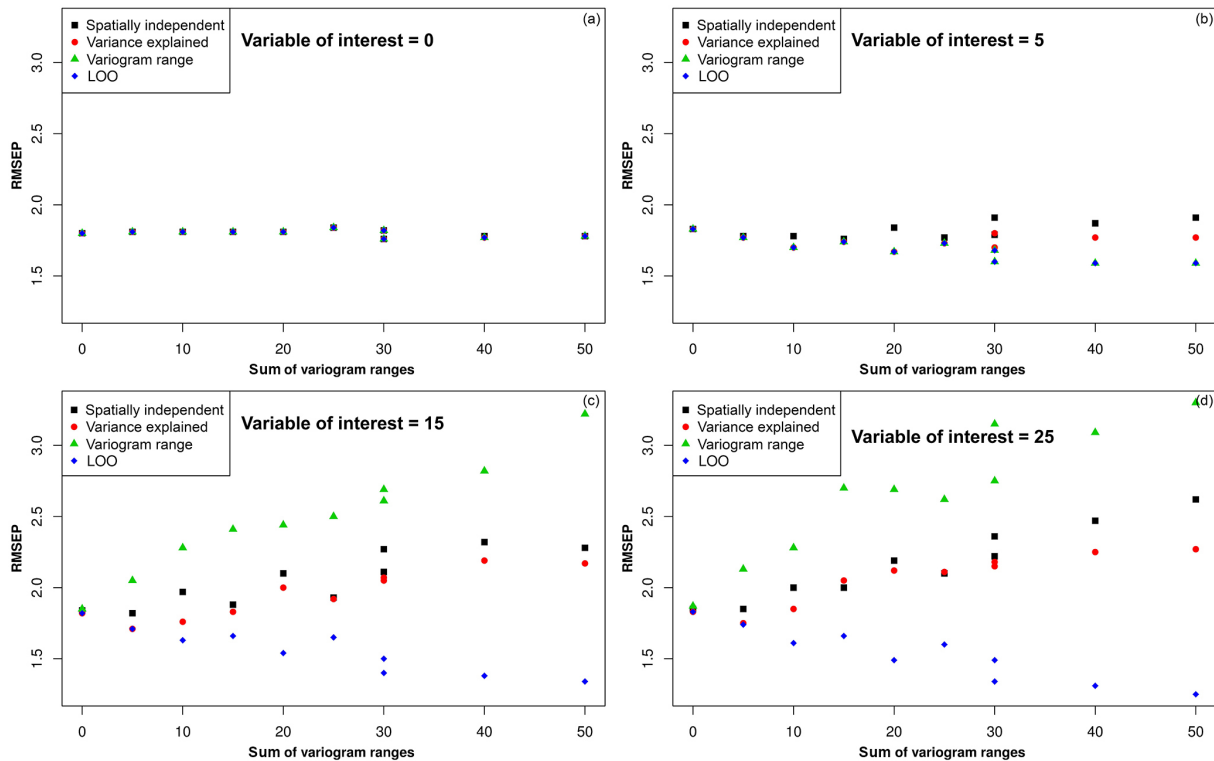 (a)
Spatially independent
Variance explained
Variogram range
LOO
Variable of interest = 0
RMSEP
3.0
2.5
2.0
1.5
0 10 20 30 40 50
Sum of variogram ranges
(b)
Spatially independent
Variance explained
Variogram range
LOO
Variable of interest = 5
RMSEP
3.0
2.5
2.0
1.5
0 10 20 30 40 50
Sum of variogram ranges
(c)
Spatially independent
Variance explained
Variogram range
LOO
Variable of interest = 15
RMSEP
3.0
2.5
2.0
1.5
0 10 20 30 40 50
Sum of variogram ranges
(d)
Spatially independent
Variance explained
Variogram range
LOO
Variable of interest = 25
RMSEP
3.0
2.5
2.0
1.5
0 10 20 30 40 50
Sum of variogram ranges